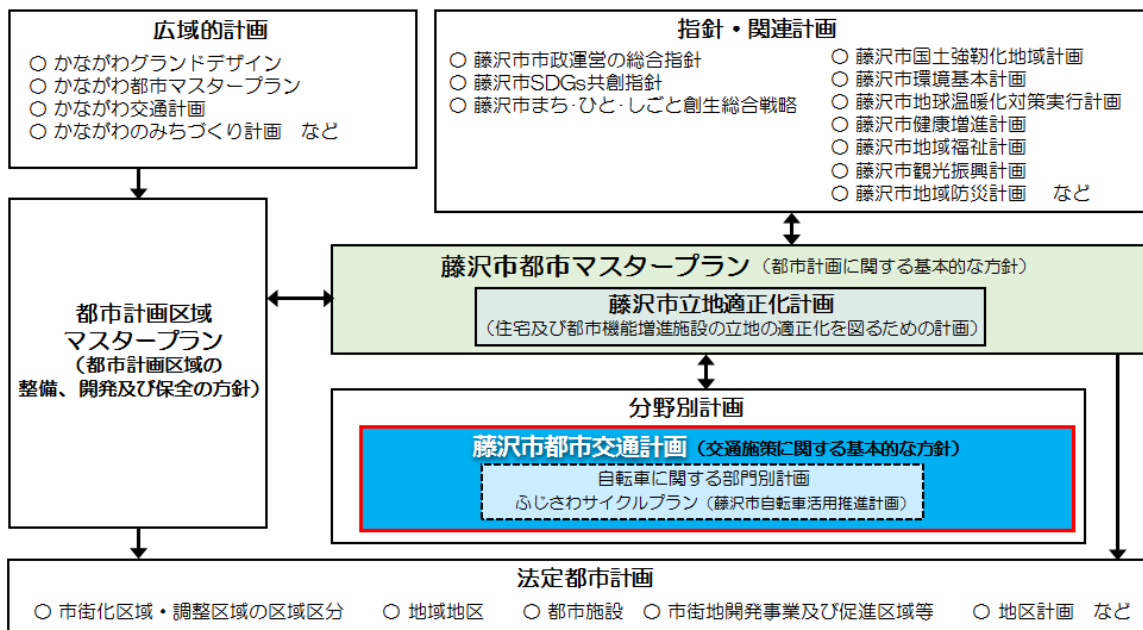 広域的計画
○ かながわグランドデザイン
○ かながわ都市マスタープラン
○ かながわ交通計画
○ かながわのみちづくり計画　など
指針・関連計画
○ 藤沢市市政運営の総合指針
○ 藤沢市SDGs共創指針
○ 藤沢市まち・ひと・しごと創生総合戦略
○ 藤沢市国土強靭化地域計画
○ 藤沢市環境基本計画
○ 藤沢市地球温暖化対策実行計画
○ 藤沢市健康増進計画
○ 藤沢市地域福祉計画
○ 藤沢市観光振興計画
○ 藤沢市地域防災計画　など
都市計画区域
マスタープラン
（都市計画区域の
整備、開発及び保全の方針）
藤沢市都市マスタープラン（都市計画に関する基本的な方針）
藤沢市立地適正化計画
（住宅及び都市機能増進施設の立地の適正化を図るための計画）
分野別計画
藤沢市都市交通計画（交通施策に関する基本的な方針）
自転車に関する部門別計画
ふじさわサイクルプラン（藤沢市自転車活用推進計画）
法定都市計画
○ 市街化区域・調整区域の区域区分　○ 地域地区　○ 都市施設　○ 市街地開発事業及び促進区域等　○ 地区計画　など